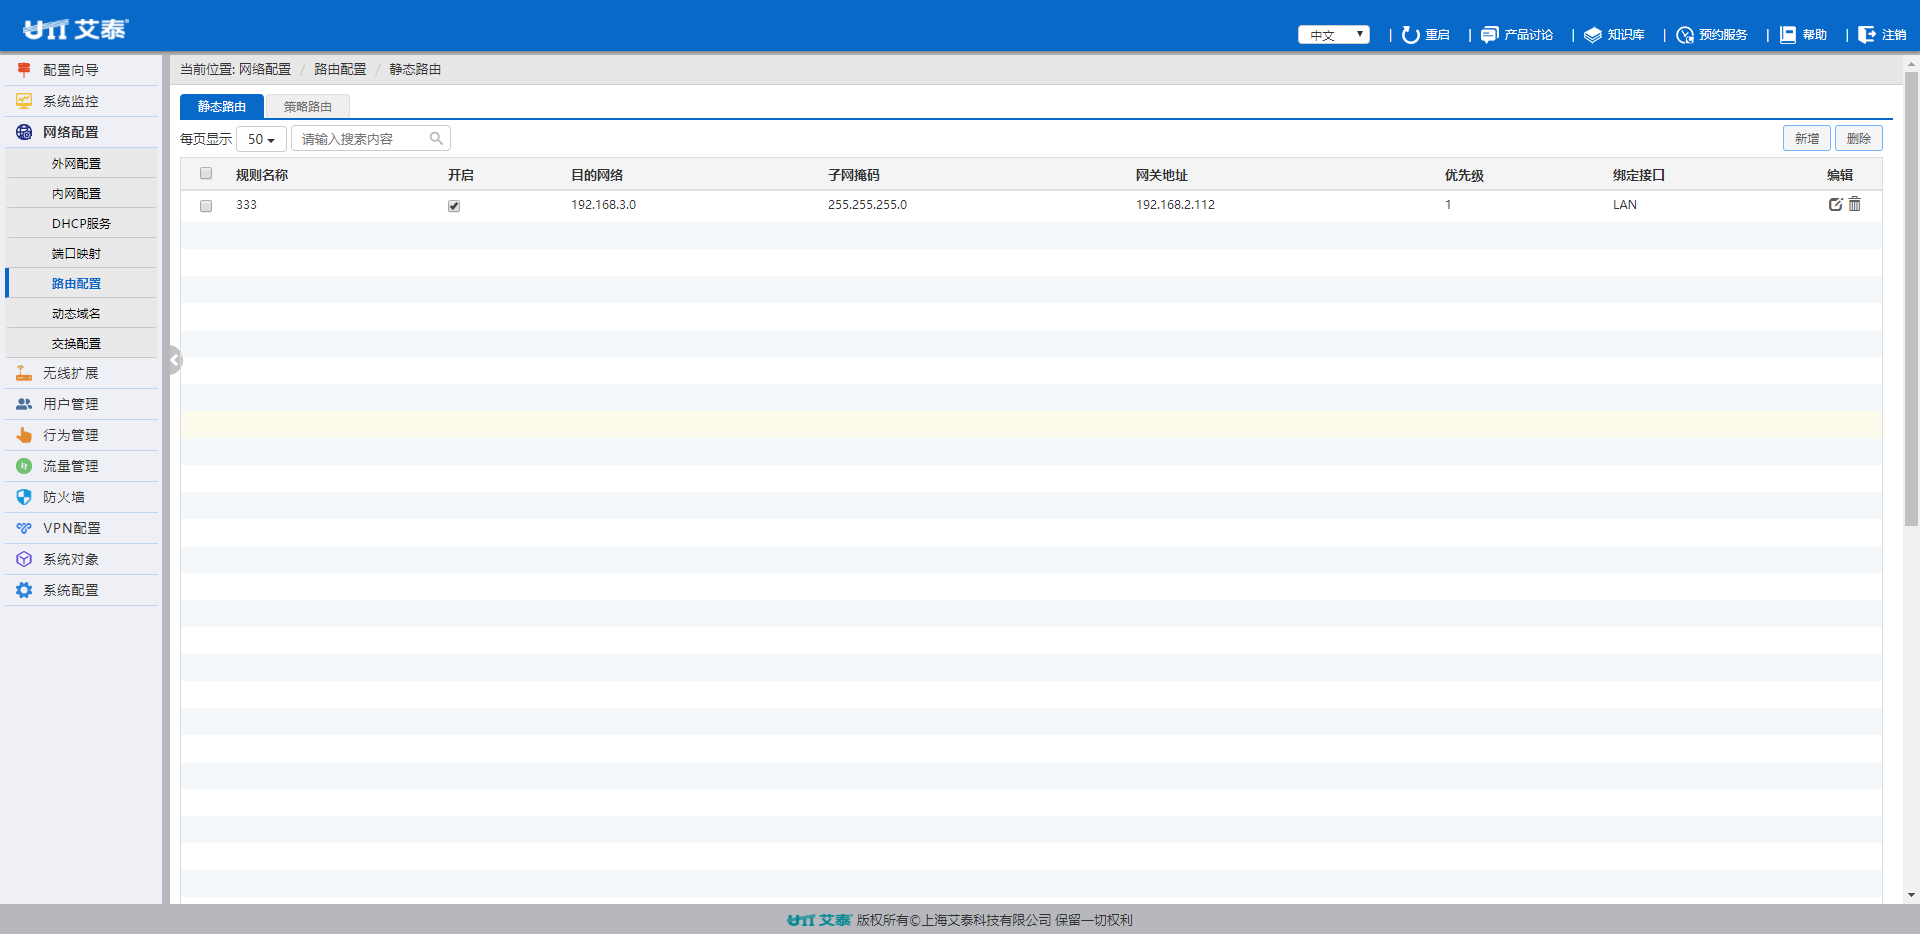 UTT 艾泰
中文 | 重启 | 产品讨论 | 知识库 | 预约服务 | 帮助 | 注销
配置向导
系统监控
网络配置
外网配置
内网配置
DHCP服务
端口映射
路由配置
动态域名
交换配置
无线扩展
用户管理
行为管理
流量管理
防火墙
VPN配置
系统对象
系统配置
当前位置: 网络配置 / 路由配置 / 静态路由
静态路由 策略路由
每页显示 50 请输入搜索内容 新增 删除
规则名称 开启 目的网络 子网掩码 网关地址 优先级 绑定接口 编辑
333 192.168.3.0 255.255.255.0 192.168.2.112 1 LAN
UTT 艾泰 版权所有©上海艾泰科技有限公司 保留一切权利